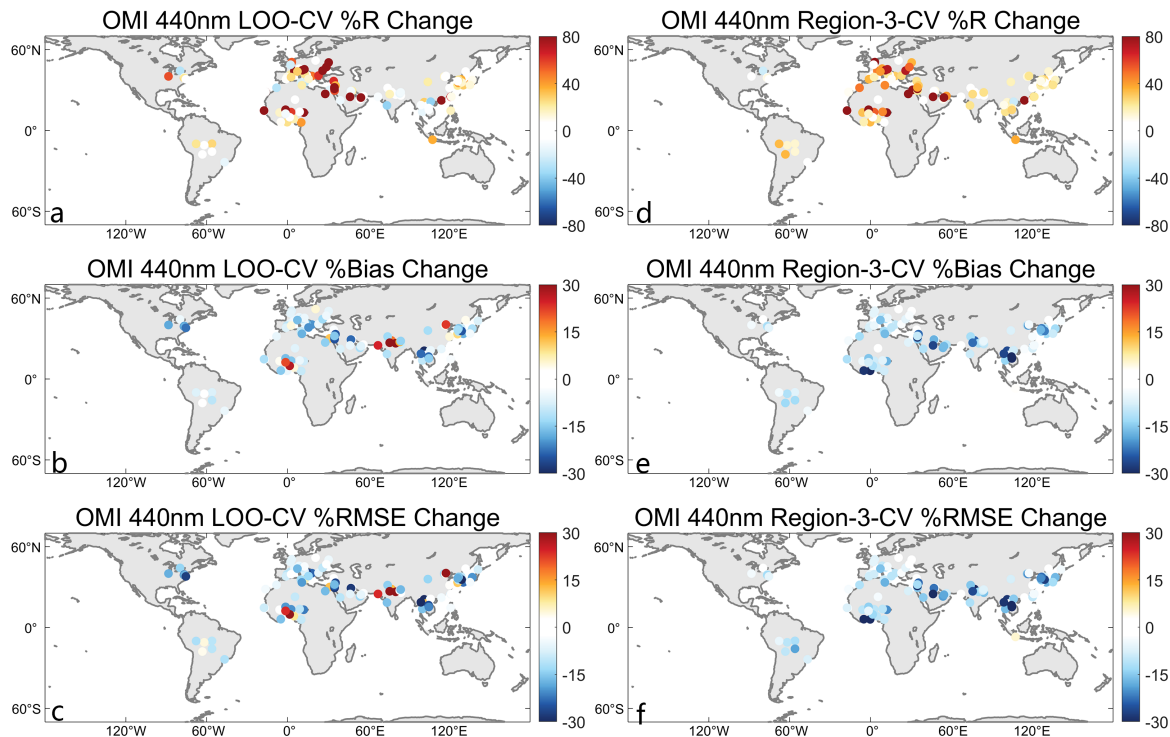 OMI 440nm LOO-CV %R Change
60°N
0°
60°S
a
120°W 60°W 0° 60°E 120°E
80
40
0
-40
-80
OMI 440nm Region-3-CV %R Change
60°N
0°
60°S
d
120°W 60°W 0° 60°E 120°E
80
40
0
-40
-80
OMI 440nm LOO-CV %Bias Change
60°N
0°
60°S
b
120°W 60°W 0° 60°E 120°E
30
15
0
-15
-30
OMI 440nm Region-3-CV %Bias Change
60°N
0°
60°S
e
120°W 60°W 0° 60°E 120°E
30
15
0
-15
-30
OMI 440nm LOO-CV %RMSE Change
60°N
0°
60°S
c
120°W 60°W 0° 60°E 120°E
30
15
0
-15
-30
OMI 440nm Region-3-CV %RMSE Change
60°N
0°
60°S
f
120°W 60°W 0° 60°E 120°E
30
15
0
-15
-30